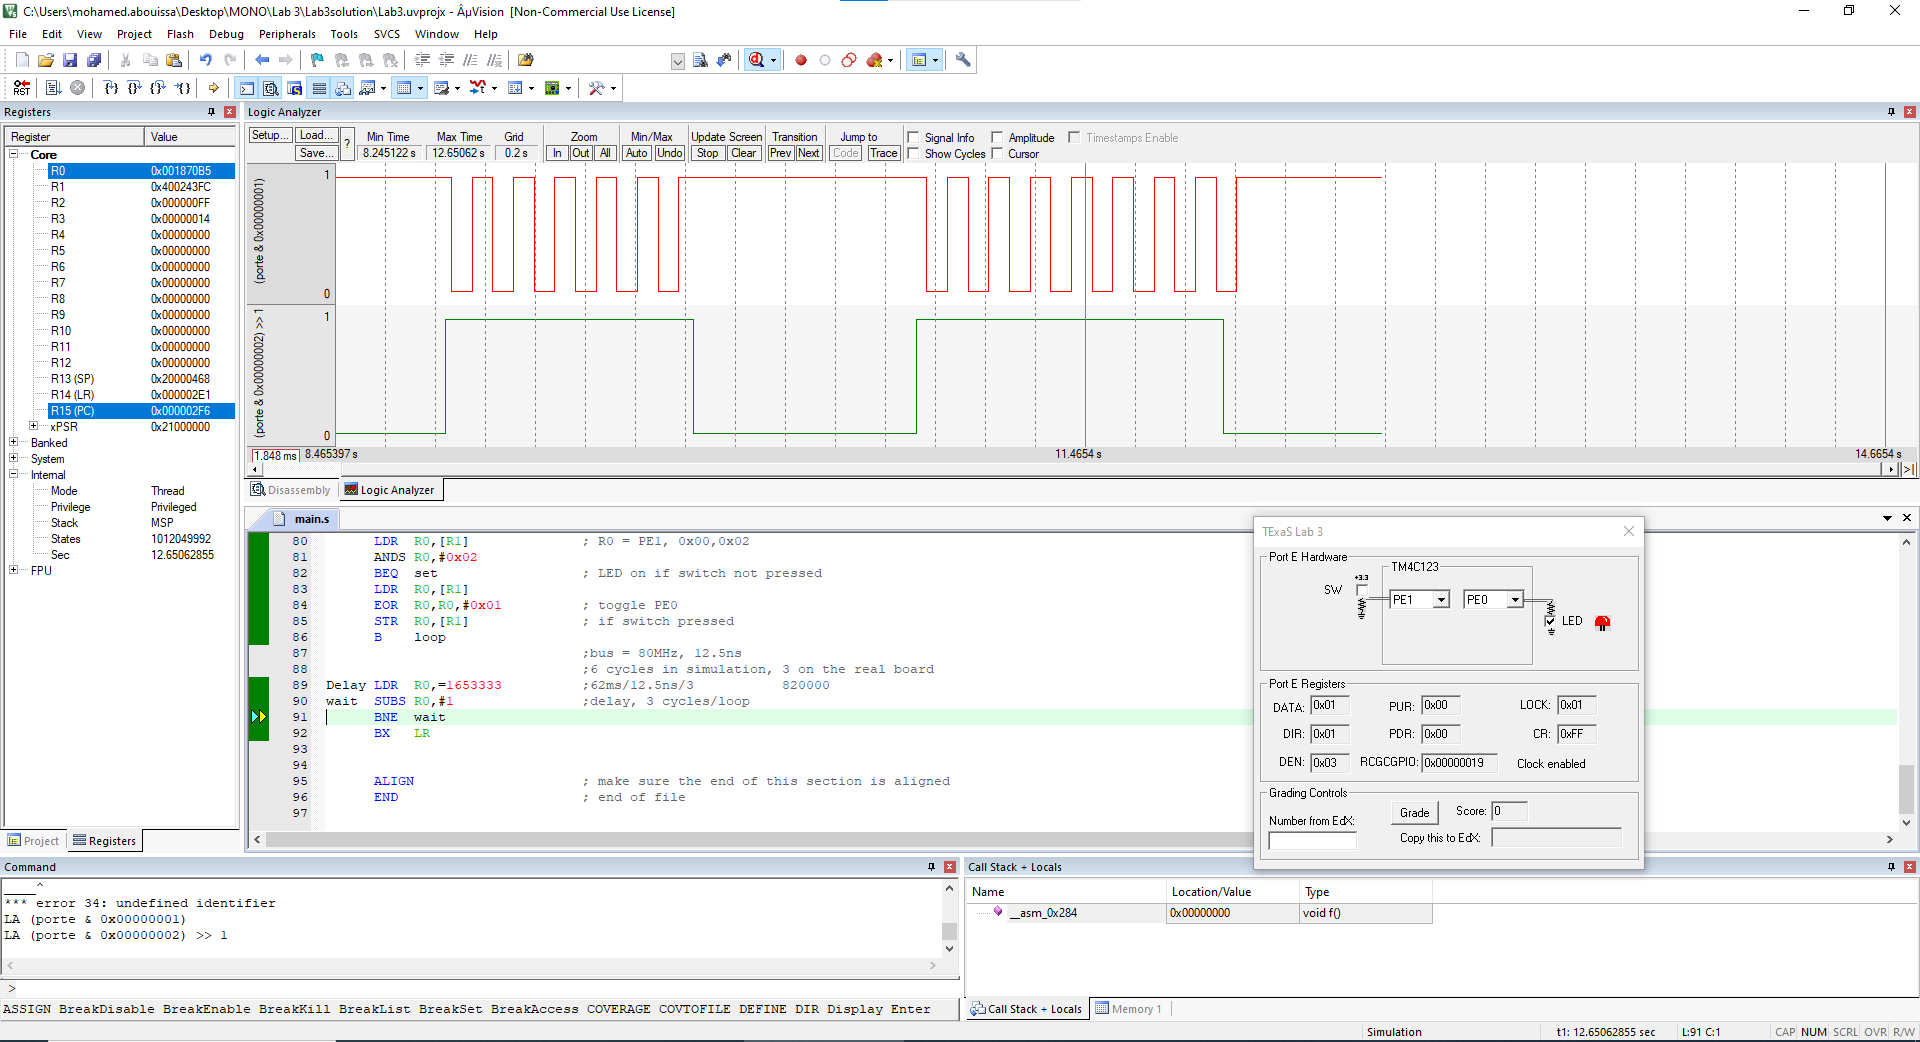 C:\Users\mohamed.abouissa\Desktop\MONO\Lab 3\Lab3solution\Lab3.uvprojx - ÂµVision  [Non-Commercial Use License]
File Edit View Project Flash Debug Peripherals Tools SVCS Window Help
RST
Registers
Register Value
Core
R0 0x001870B5
R1 0x400243FC
R2 0x000000FF
R3 0x00000014
R4 0x00000000
R5 0x00000000
R6 0x00000000
R7 0x00000000
R8 0x00000000
R9 0x00000000
R10 0x00000000
R11 0x00000000
R12 0x00000000
R13 (SP) 0x20000468
R14 (LR) 0x000002E1
R15 (PC) 0x000002F6
xPSR 0x21000000
Banked
System
Internal
Mode Thread
Privilege Privileged
Stack MSP
States 1012049992
Sec 12.65062855
FPU
Project Registers
Logic Analyzer
Setup... Load... ? Min Time Max Time Grid Zoom Min/Max Update Screen Transition Jump to Signal Info Amplitude Timestamps Enable
Save... 8.245122 s 12.65062 s 0.2 s In Out All Auto Undo Stop Clear Prev Next Code Trace Show Cycles Cursor
(porte & 0x00000001)
1
0
(porte & 0x00000002) >> 1
1
0
1.848 ms 8.465397 s 11.4654 s 14.6654 s
Disassembly Logic Analyzer
main.s
80 LDR R0,[R1] ; R0 = PE1, 0x00,0x02
81 ANDS R0,#0x02
82 BEQ set ; LED on if switch not pressed
83 LDR R0,[R1]
84 EOR R0,R0,#0x01 ; toggle PE0
85 STR R0,[R1] ; if switch pressed
86 B loop
87 ;bus = 80MHz, 12.5ns
88 ;6 cycles in simulation, 3 on the real board
89 Delay LDR R0,=1653333 ;62ms/12.5ns/3 820000
90 wait SUBS R0,#1 ;delay, 3 cycles/loop
91 BNE wait
92 BX LR
93
94
95 ALIGN ; make sure the end of this section is aligned
96 END ; end of file
97
TExaS Lab 3
Port E Hardware
TM4C123
+3.3
SW PE1 PE0 LED
Port E Registers
DATA: 0x01 PUR: 0x00 LOCK: 0x01
DIR: 0x01 PDR: 0x00 CR: 0xFF
DEN: 0x03 RCGCGPIO: 0x00000019 Clock enabled
Grading Controls
Number from EdX: Grade Score: 0
Copy this to EdX:
Command
____^
*** error 34: undefined identifier
LA (porte & 0x00000001)
LA (porte & 0x00000002) >> 1
>
ASSIGN BreakDisable BreakEnable BreakKill BreakList BreakSet BreakAccess COVERAGE COVTOFILE DEFINE DIR Display Enter
Call Stack + Locals
Name Location/Value Type
__asm_0x284 0x00000000 void f()
Call Stack + Locals Memory 1
Simulation t1: 12.65062855 sec L:91 C:1 CAP NUM SCRL OVR R/W